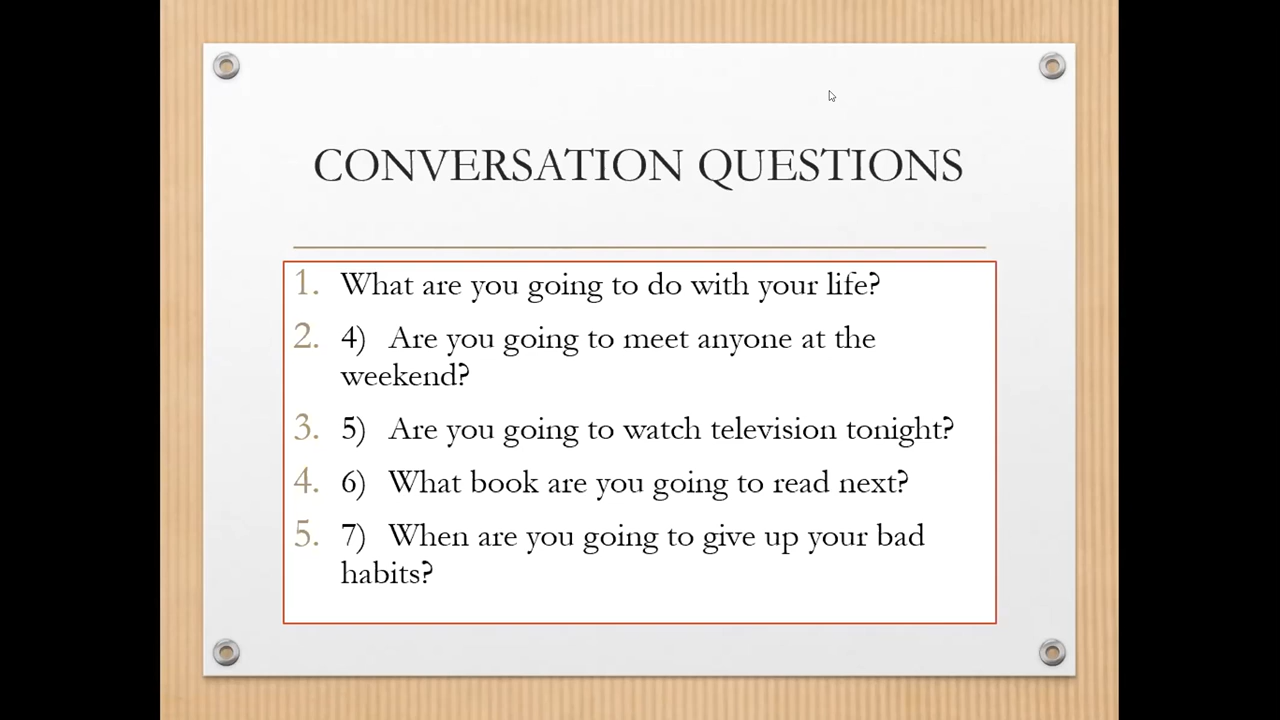 CONVERSATION QUESTIONS
1. What are you going to do with your life?
2. 4) Are you going to meet anyone at the
weekend?
3. 5) Are you going to watch television tonight?
4. 6) What book are you going to read next?
5. 7) When are you going to give up your bad
habits?